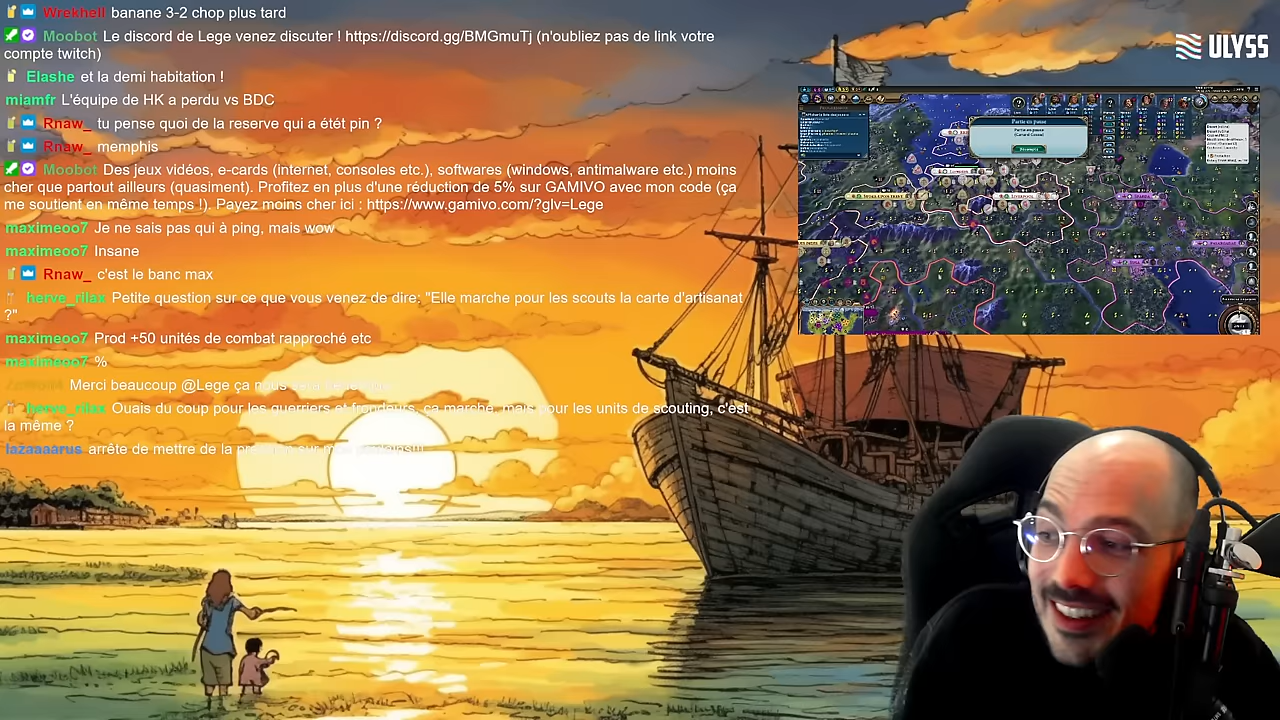 Wrekhell banane 3-2 chop plus tard
Moobot Le discord de Lege venez discuter ! https://discord.gg/BMGmuTj (n'oubliez pas de link votre
compte twitch)
Elashe et la demi habitation !
miamfr L'équipe de HK a perdu vs BDC
Rnaw_ tu pense quoi de la reserve qui a étét pin ?
Rnaw_ memphis
Moobot Des jeux vidéos, e-cards (internet, consoles etc.), softwares (windows, antimalware etc.) moins
cher que partout ailleurs (quasiment). Profitez en plus d'une réduction de 5% sur GAMIVO avec mon code (ça
me soutient en même temps !). Payez moins cher ici : https://www.gamivo.com/?glv=Lege
maximeoo7 Je ne sais pas qui à ping, mais wow
maximeoo7 Insane
Rnaw_ c'est le banc max
herve_rilax Petite question sur ce que vous venez de dire: "Elle marche pour les scouts la carte d'artisanat
?"
maximeoo7 Prod +50 unités de combat rapproché etc
maximeoo7 %
Merci beaucoup @Lege ça nous
herve_rilax Ouais du coup pour les guerriers et frondeurs, ça marche, mais pour les units de scouting, c'est
la même ?
lazaaaarus arrête de mettre de la pression sur mes
ULYSS
Partie en pause